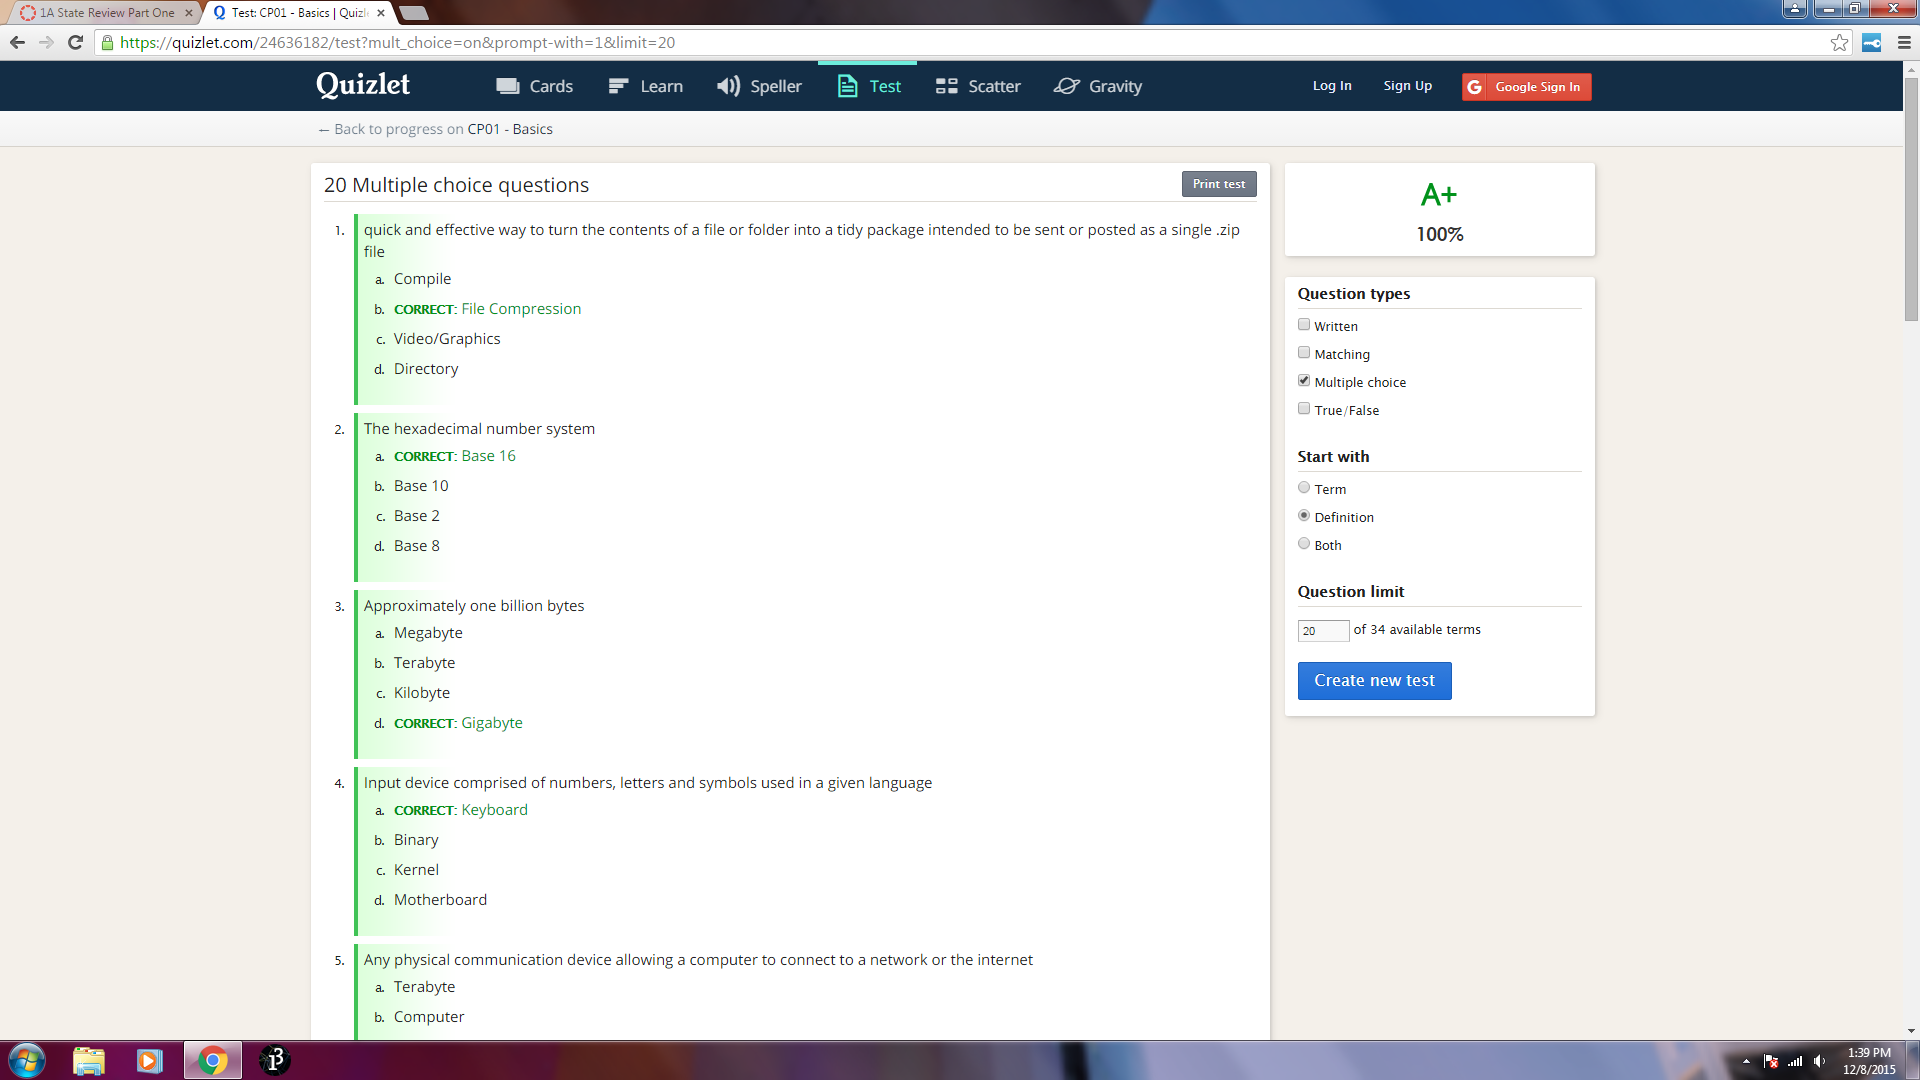 1A State Review Part One
Test: CP01 - Basics | Quizl
https://quizlet.com/24636182/test?mult_choice=on&prompt-with=1&limit=20
Quizlet
Cards
Learn
Speller
Test
Scatter
Gravity
Log In
Sign Up
G Google Sign In
← Back to progress on CP01 - Basics
20 Multiple choice questions
Print test
1. quick and effective way to turn the contents of a file or folder into a tidy package intended to be sent or posted as a single .zip
file
a. Compile
b. CORRECT: File Compression
c. Video/Graphics
d. Directory
2. The hexadecimal number system
a. CORRECT: Base 16
b. Base 10
c. Base 2
d. Base 8
3. Approximately one billion bytes
a. Megabyte
b. Terabyte
c. Kilobyte
d. CORRECT: Gigabyte
4. Input device comprised of numbers, letters and symbols used in a given language
a. CORRECT: Keyboard
b. Binary
c. Kernel
d. Motherboard
5. Any physical communication device allowing a computer to connect to a network or the internet
a. Terabyte
b. Computer
A+
100%
Question types
Written
Matching
Multiple choice
True/False
Start with
Term
Definition
Both
Question limit
20 of 34 available terms
Create new test
1:39 PM
12/8/2015